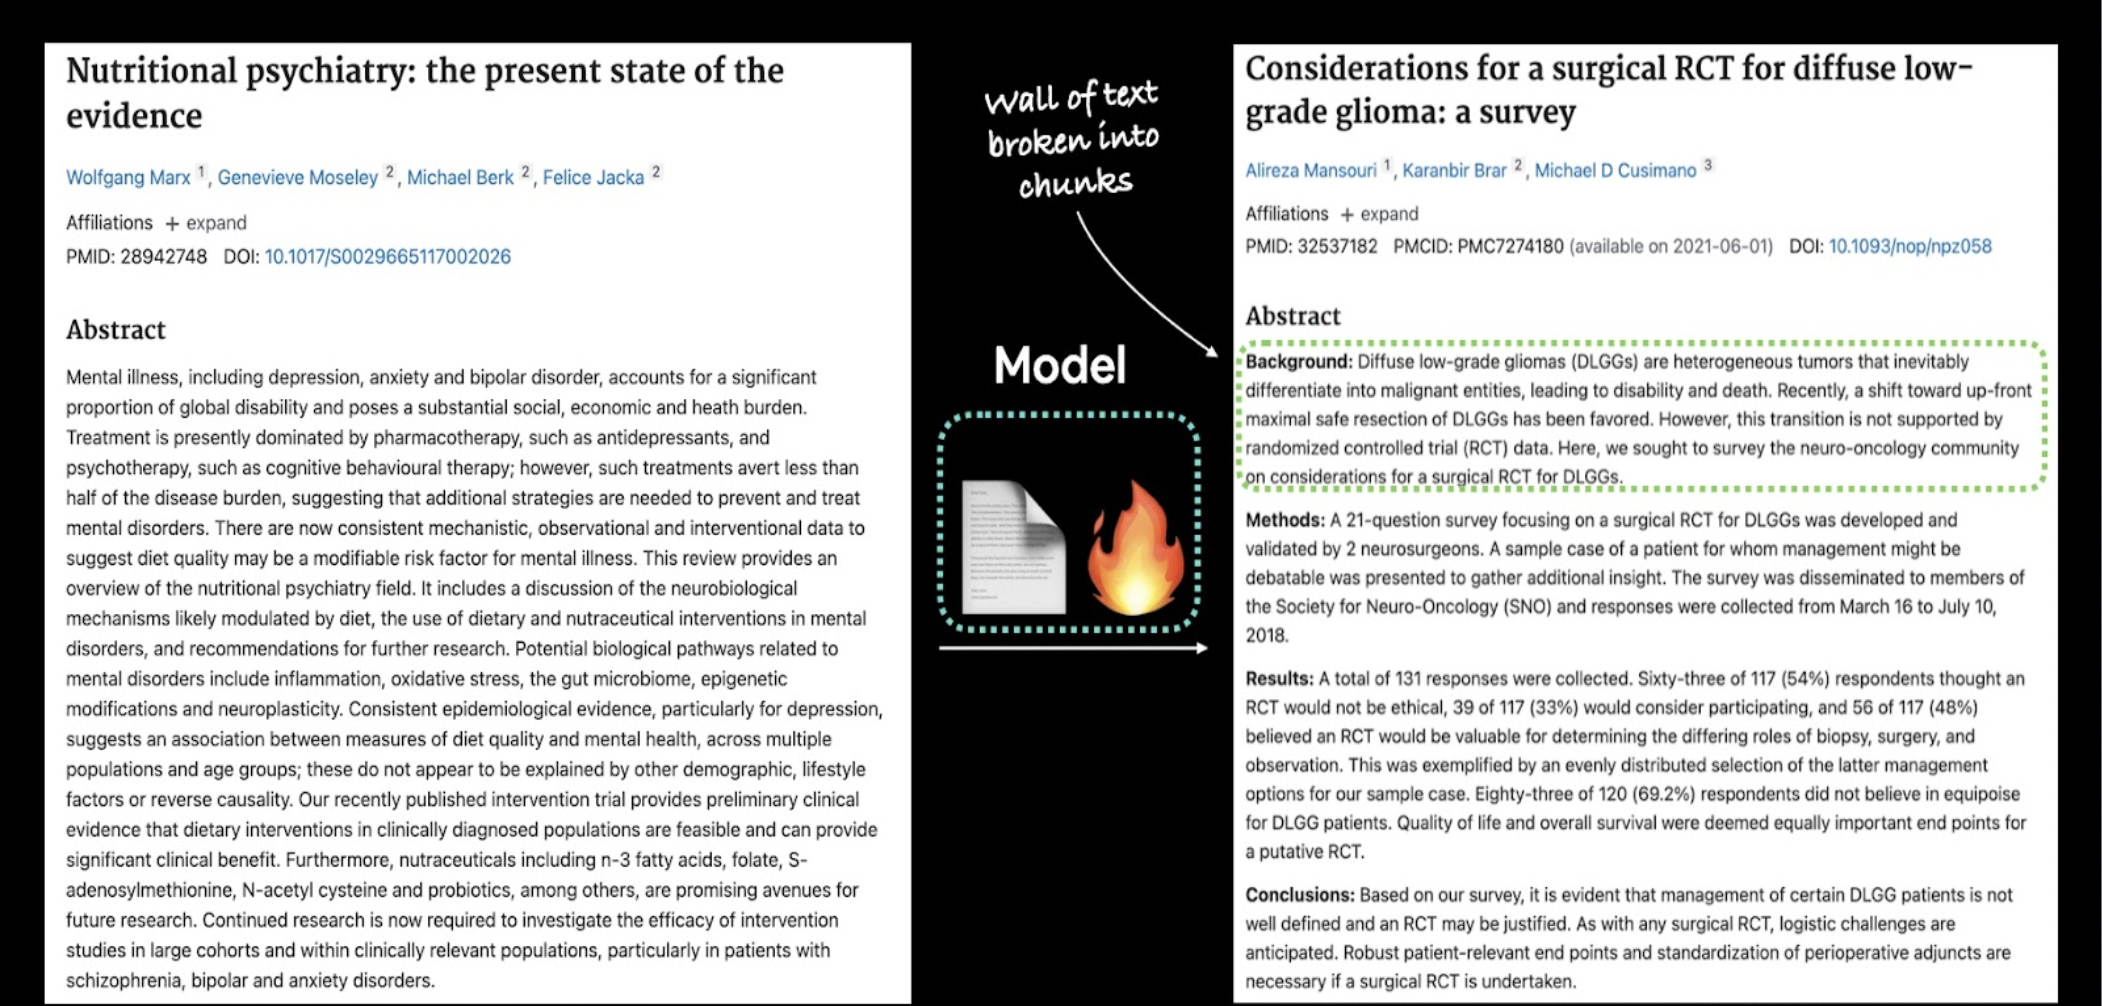 Nutritional psychiatry: the present state of the
evidence
Wolfgang Marx 1, Genevieve Moseley 2, Michael Berk 2, Felice Jacka 2
Affiliations + expand
PMID: 28942748 DOI: 10.1017/S0029665117002026
Abstract
Mental illness, including depression, anxiety and bipolar disorder, accounts for a significant
proportion of global disability and poses a substantial social, economic and heath burden.
Treatment is presently dominated by pharmacotherapy, such as antidepressants, and
psychotherapy, such as cognitive behavioural therapy; however, such treatments avert less than
half of the disease burden, suggesting that additional strategies are needed to prevent and treat
mental disorders. There are now consistent mechanistic, observational and interventional data to
suggest diet quality may be a modifiable risk factor for mental illness. This review provides an
overview of the nutritional psychiatry field. It includes a discussion of the neurobiological
mechanisms likely modulated by diet, the use of dietary and nutraceutical interventions in mental
disorders, and recommendations for further research. Potential biological pathways related to
mental disorders include inflammation, oxidative stress, the gut microbiome, epigenetic
modifications and neuroplasticity. Consistent epidemiological evidence, particularly for depression,
suggests an association between measures of diet quality and mental health, across multiple
populations and age groups; these do not appear to be explained by other demographic, lifestyle
factors or reverse causality. Our recently published intervention trial provides preliminary clinical
evidence that dietary interventions in clinically diagnosed populations are feasible and can provide
significant clinical benefit. Furthermore, nutraceuticals including n-3 fatty acids, folate, S-
adenosylmethionine, N-acetyl cysteine and probiotics, among others, are promising avenues for
future research. Continued research is now required to investigate the efficacy of intervention
studies in large cohorts and within clinically relevant populations, particularly in patients with
schizophrenia, bipolar and anxiety disorders.
Wall of text
broken into
chunks
Model
Considerations for a surgical RCT for diffuse low-
grade glioma: a survey
Alireza Mansouri 1, Karanbir Brar 2, Michael D Cusimano 3
Affiliations + expand
PMID: 32537182 PMCID: PMC7274180 (available on 2021-06-01) DOI: 10.1093/nop/npz058
Abstract
Background: Diffuse low-grade gliomas (DLGGs) are heterogeneous tumors that inevitably
differentiate into malignant entities, leading to disability and death. Recently, a shift toward up-front
maximal safe resection of DLGGs has been favored. However, this transition is not supported by
randomized controlled trial (RCT) data. Here, we sought to survey the neuro-oncology community
on considerations for a surgical RCT for DLGGs.
Methods: A 21-question survey focusing on a surgical RCT for DLGGs was developed and
validated by 2 neurosurgeons. A sample case of a patient for whom management might be
debatable was presented to gather additional insight. The survey was disseminated to members of
the Society for Neuro-Oncology (SNO) and responses were collected from March 16 to July 10,
2018.
Results: A total of 131 responses were collected. Sixty-three of 117 (54%) respondents thought an
RCT would not be ethical, 39 of 117 (33%) would consider participating, and 56 of 117 (48%)
believed an RCT would be valuable for determining the differing roles of biopsy, surgery, and
observation. This was exemplified by an evenly distributed selection of the latter management
options for our sample case. Eighty-three of 120 (69.2%) respondents did not believe in equipoise
for DLGG patients. Quality of life and overall survival were deemed equally important end points for
a putative RCT.
Conclusions: Based on our survey, it is evident that management of certain DLGG patients is not
well defined and an RCT may be justified. As with any surgical RCT, logistic challenges are
anticipated. Robust patient-relevant end points and standardization of perioperative adjuncts are
necessary if a surgical RCT is undertaken.